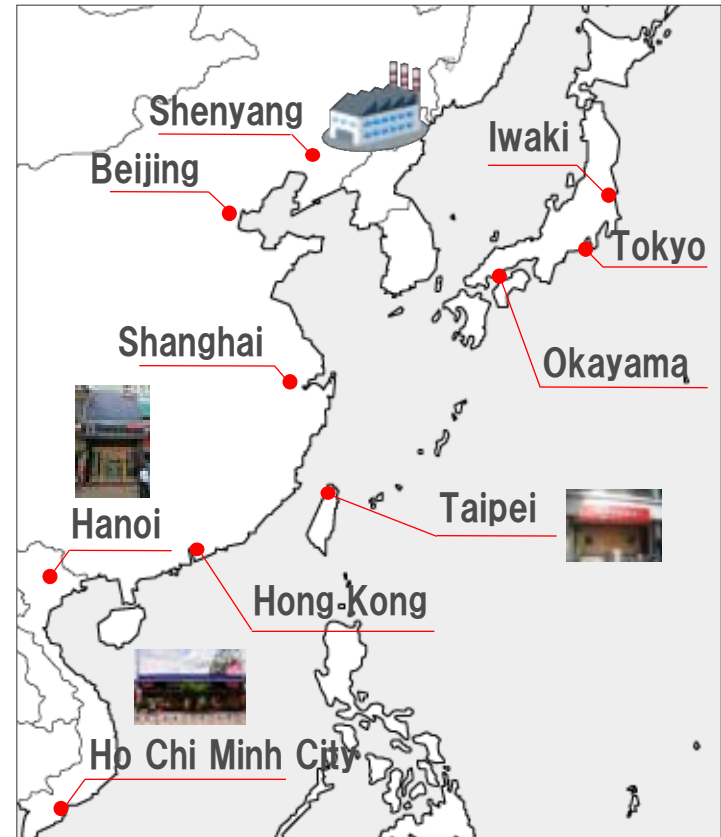 Shenyang
Iwaki
Beijing
Tokyo
Shanghai
Okayama
Taipei
Hanoi
Hong Kong
Ho Chi Minh City